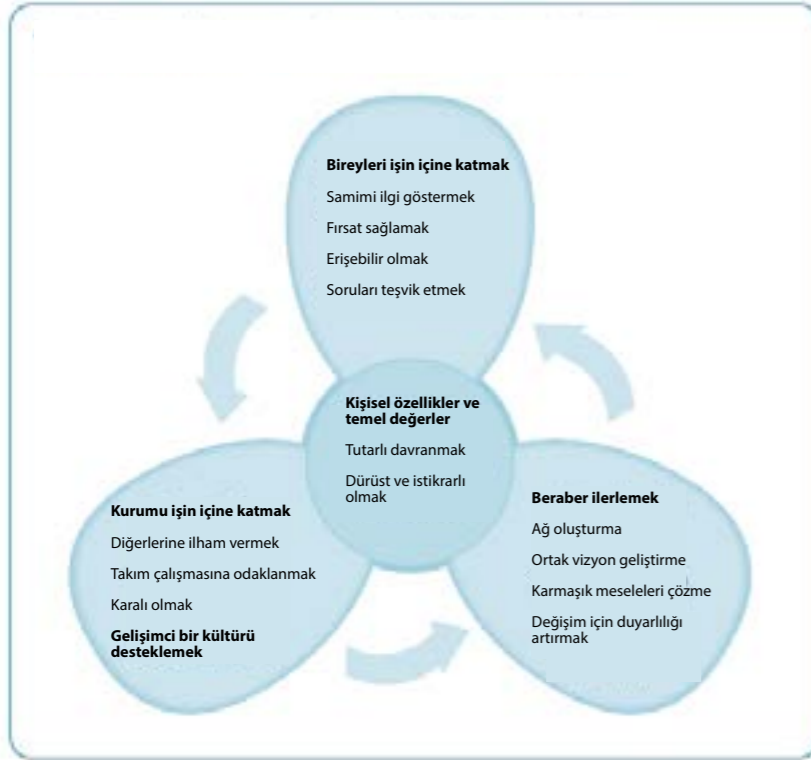 Bireyleri işin içine katmak
Samimi ilgi göstermek
Fırsat sağlamak
Erişebilir olmak
Soruları teşvik etmek
Kişisel özellikler ve
temel değerler
Tutarlı davranmak
Dürüst ve istikrarlı
olmak
Kurumu işin içine katmak
Diğerlerine ilham vermek
Takım çalışmasına odaklanmak
Karalı olmak
Gelişimci bir kültürü
desteklemek
Beraber ilerlemek
Ağ oluşturma
Ortak vizyon geliştirme
Karmaşık meseleleri çözme
Değişim için duyarlılığı
artırmak